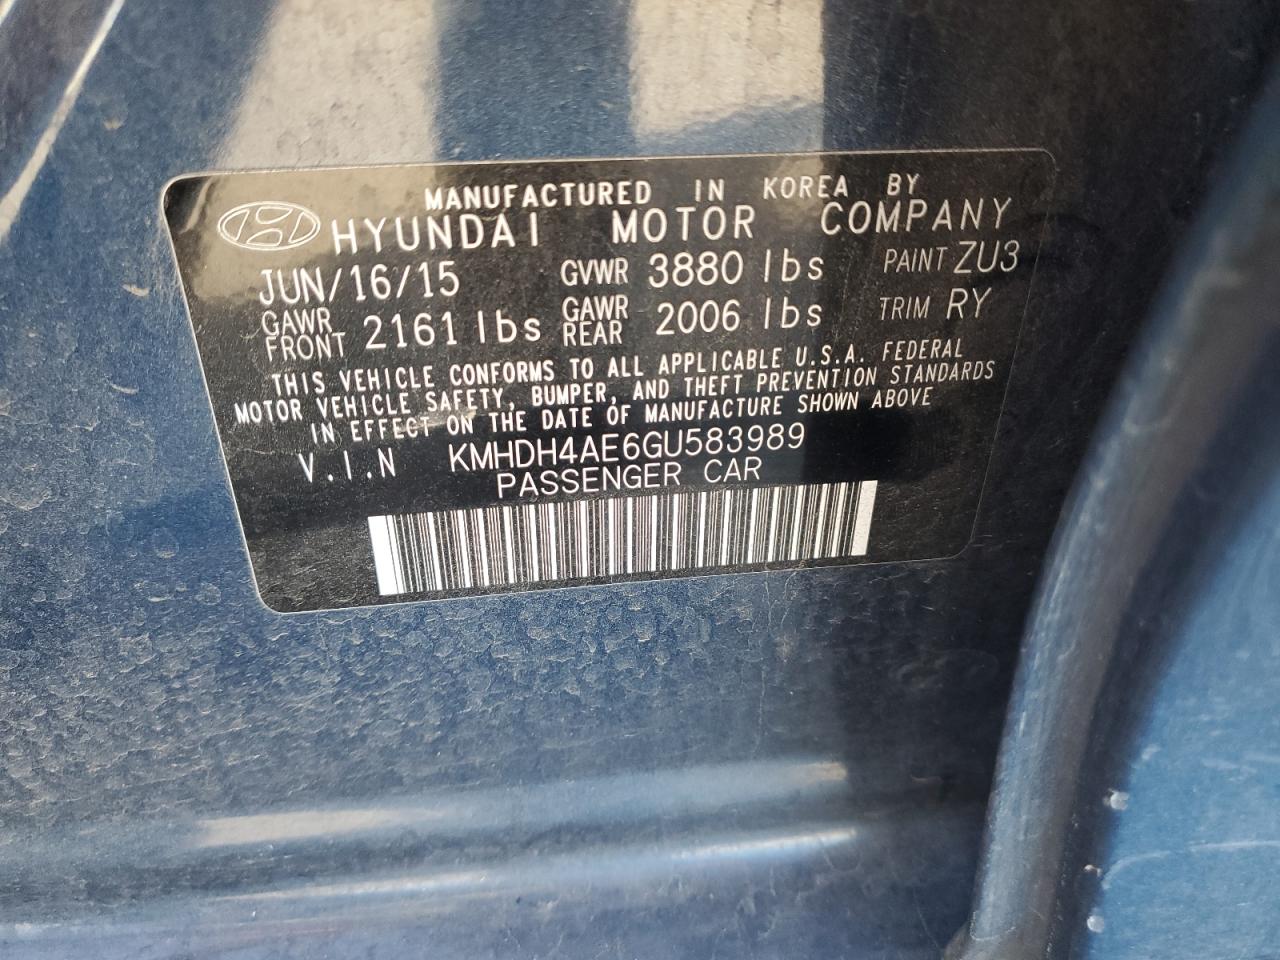 MANUFACTURED IN KOREA BY
HYUNDAI MOTOR COMPANY
JUN/16/15 GVWR 3880 lbs PAINT ZU3
GAWR FRONT 2161 lbs GAWR REAR 2006 lbs TRIM RY
THIS VEHICLE CONFORMS TO ALL APPLICABLE U.S.A. FEDERAL
MOTOR VEHICLE SAFETY, BUMPER, AND THEFT PREVENTION STANDARDS
IN EFFECT ON THE DATE OF MANUFACTURE SHOWN ABOVE
V.I.N KMHDH4AE6GU583989
PASSENGER CAR